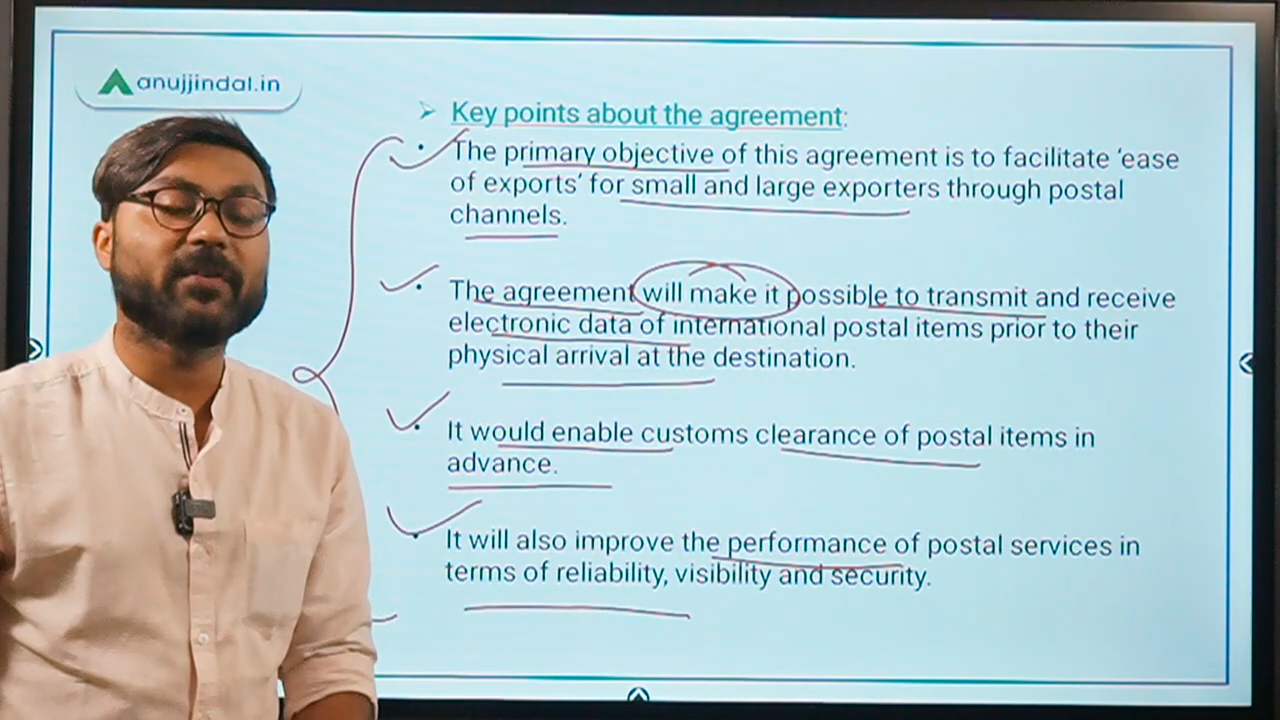 anujjindal.in
➢ Key points about the agreement:
• The primary objective of this agreement is to facilitate ‘ease
of exports’ for small and large exporters through postal
channels.
• The agreement will make it possible to transmit and receive
electronic data of international postal items prior to their
physical arrival at the destination.
• It would enable customs clearance of postal items in
advance.
• It will also improve the performance of postal services in
terms of reliability, visibility and security.